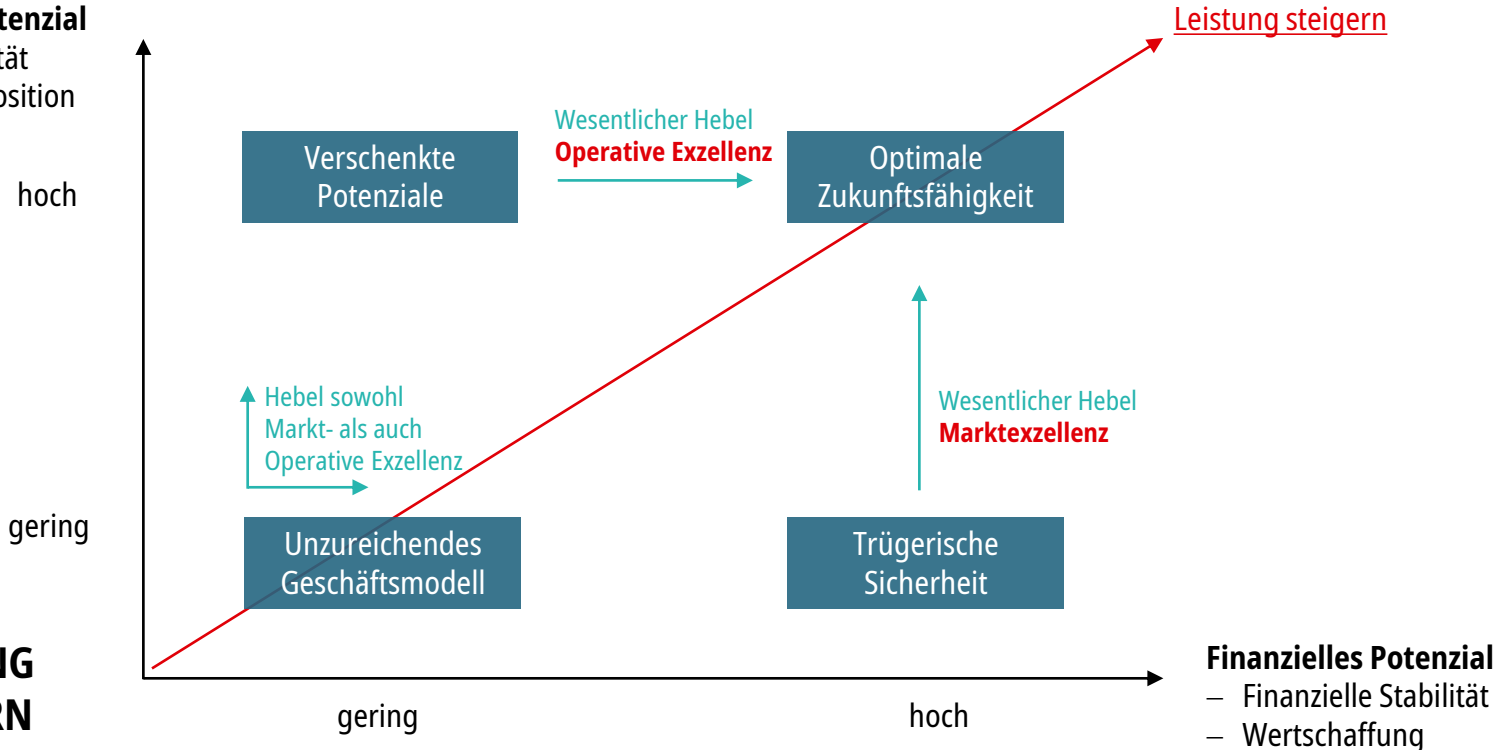 tenzial
tät
osition
Leistung steigern
Wesentlicher Hebel
Operative Exzellenz
Verschenkte
Potenziale
Optimale
Zukunftsfähigkeit
hoch
Hebel sowohl
Markt- als auch
Operative Exzellenz
Wesentlicher Hebel
Marktexzellenz
gering
Unzureichendes
Geschäftsmodell
Trügerische
Sicherheit
NG
RN
gering
hoch
Finanzielles Potenzial
– Finanzielle Stabilität
– Wertschaffung